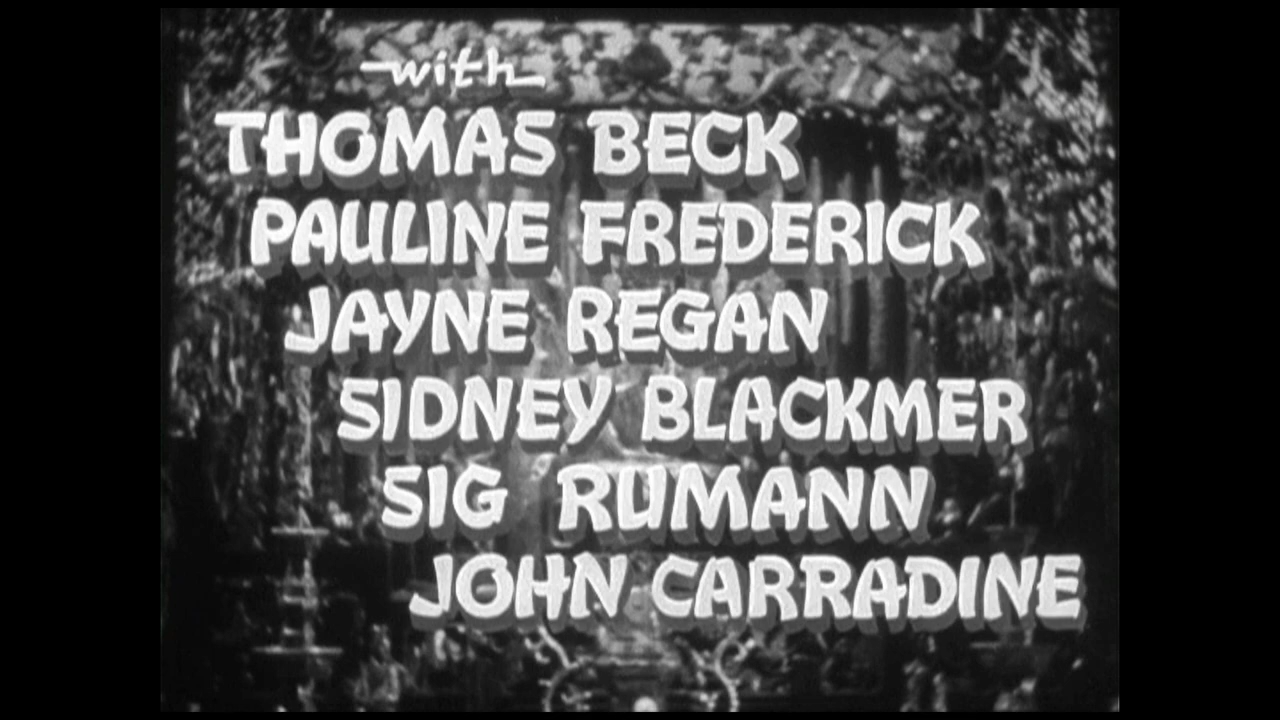 with
THOMAS BECK
PAULINE FREDERICK
JAYNE REGAN
SIDNEY BLACKMER
SIG RUMANN
JOHN CARRADINE